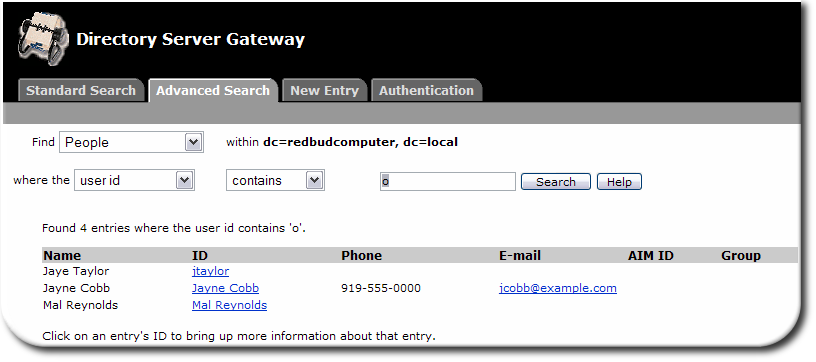 Directory Server Gateway
Standard Search Advanced Search New Entry Authentication
Find People within dc=redbudcomputer, dc=local
where the user id contains o Search Help
Found 4 entries where the user id contains 'o'.
Name ID Phone E-mail AIM ID Group
Jaye Taylor jtaylor
Jayne Cobb Jayne Cobb 919-555-0000 jcobb@example.com
Mal Reynolds Mal Reynolds
Click on an entry's ID to bring up more information about that entry.